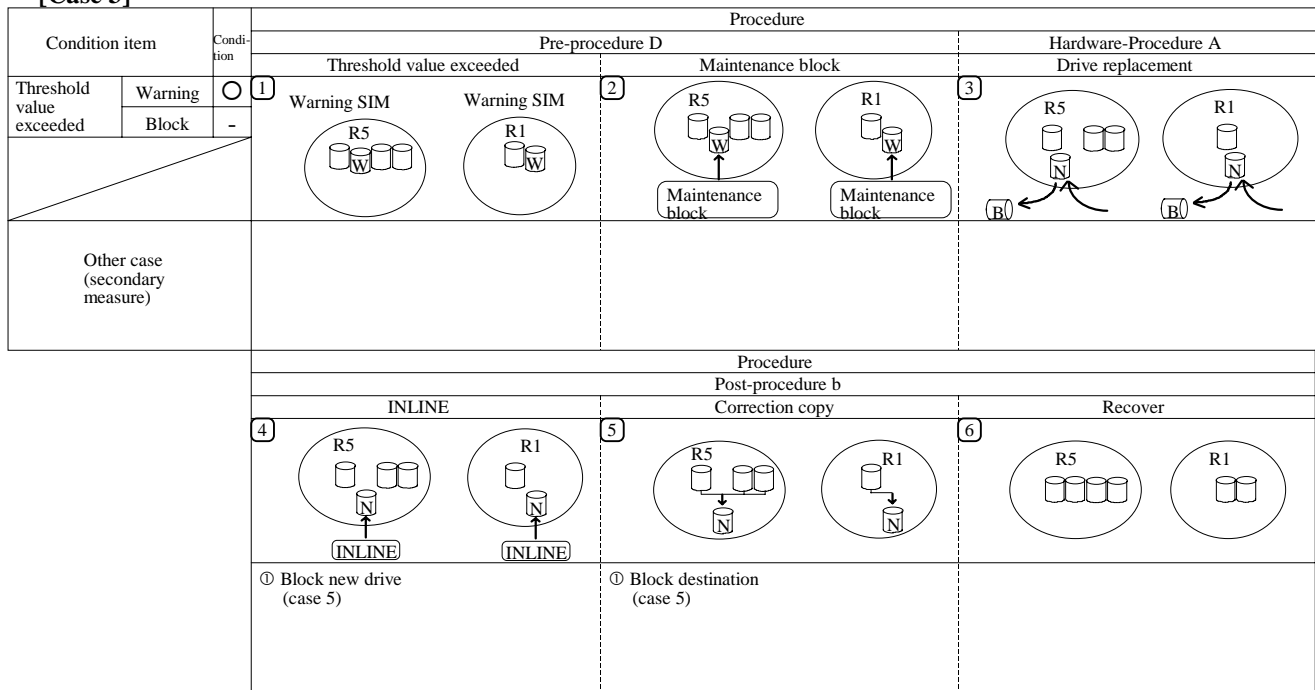 Procedure
Condition item
Condi-
tion
Pre-procedure D
Hardware-Procedure A
Threshold value exceeded
Maintenance block
Drive replacement
Threshold
value
exceeded
Warning
○
Block
-
1
Warning SIM
Warning SIM
R5
R1
W
W
2
R5
R1
W
W
Maintenance
block
Maintenance
block
3
R5
R1
N
N
B
B
Other case
(secondary
measure)
Procedure
Post-procedure b
INLINE
Correction copy
Recover
4
R5
R1
N
N
INLINE
INLINE
5
R5
R1
N
N
6
R5
R1
① Block new drive
(case 5)
① Block destination
(case 5)